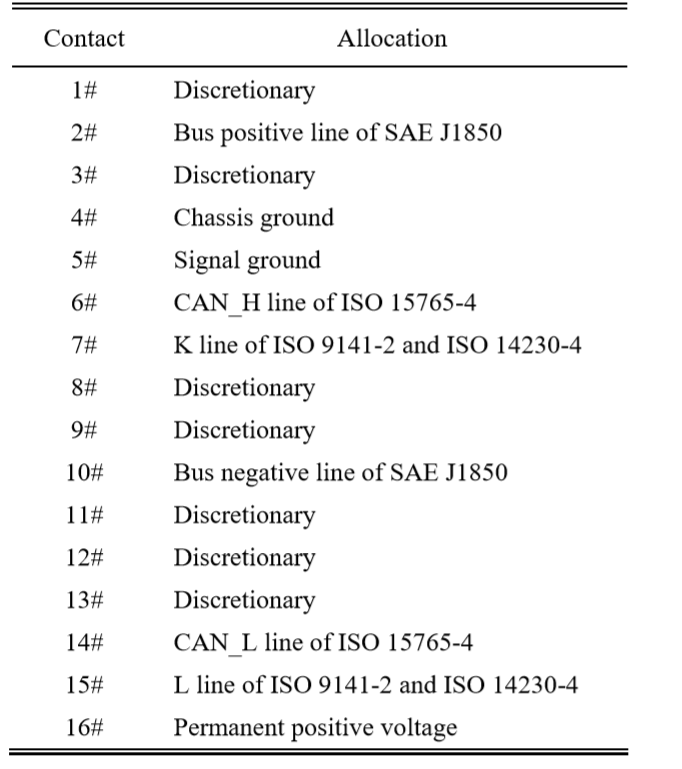 Contact Allocation
1# Discretionary
2# Bus positive line of SAE J1850
3# Discretionary
4# Chassis ground
5# Signal ground
6# CAN_H line of ISO 15765-4
7# K line of ISO 9141-2 and ISO 14230-4
8# Discretionary
9# Discretionary
10# Bus negative line of SAE J1850
11# Discretionary
12# Discretionary
13# Discretionary
14# CAN_L line of ISO 15765-4
15# L line of ISO 9141-2 and ISO 14230-4
16# Permanent positive voltage